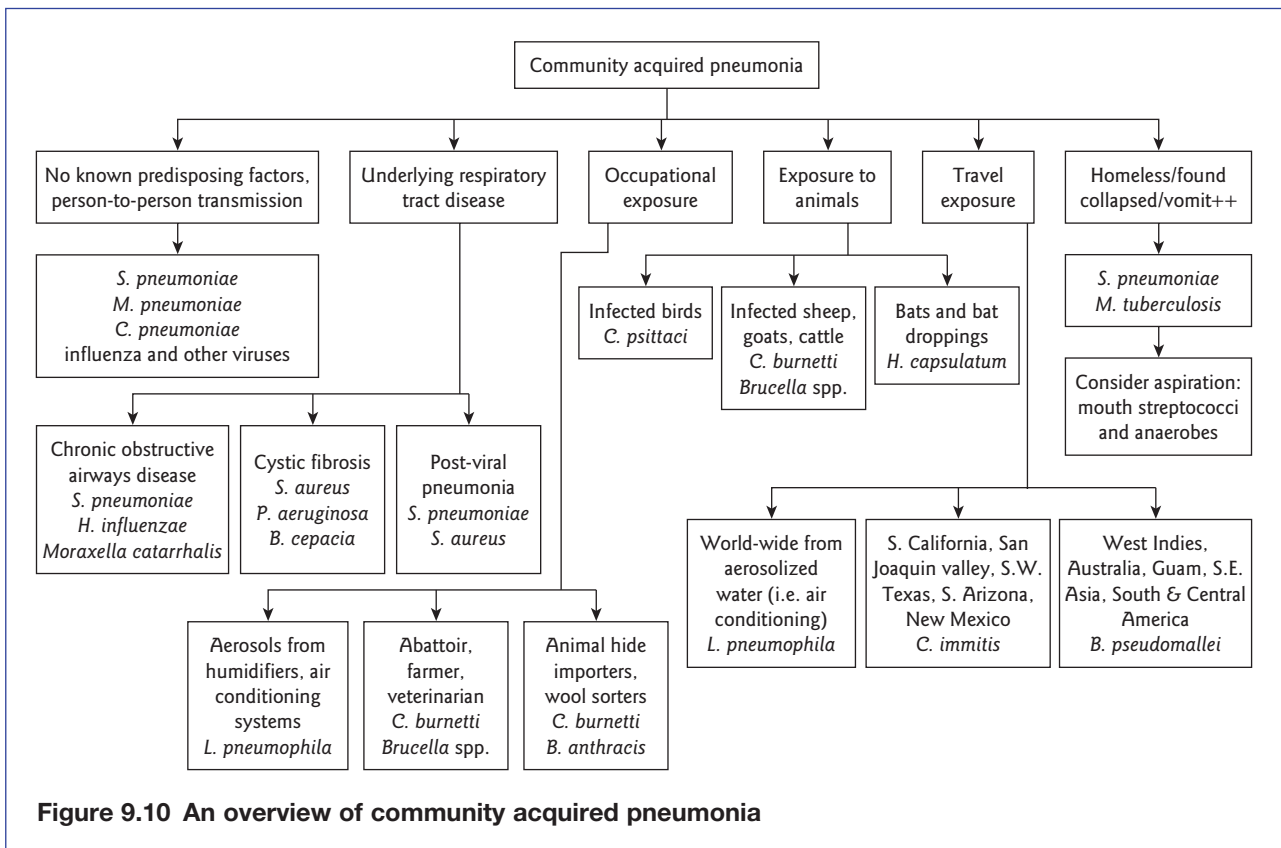 Community acquired pneumonia
No known predisposing factors,
person-to-person transmission
Underlying respiratory
tract disease
Occupational
exposure
Exposure to
animals
Travel
exposure
Homeless/found
collapsed/vomit++
S. pneumoniae
M. pneumoniae
C. pneumoniae
influenza and other viruses
Infected birds
C. psittaci
Infected sheep,
goats, cattle
C. burnetti
Brucella spp.
Bats and bat
droppings
H. capsulatum
S. pneumoniae
M. tuberculosis
Consider aspiration:
mouth streptococci
and anaerobes
Chronic obstructive
airways disease
S. pneumoniae
H. influenzae
Moraxella catarrhalis
Cystic fibrosis
S. aureus
P. aeruginosa
B. cepacia
Post-viral
pneumonia
S. pneumoniae
S. aureus
World-wide from
aerosolized
water (i.e. air
conditioning)
L. pneumophila
S. California, San
Joaquin valley, S.W.
Texas, S. Arizona,
New Mexico
C. immitis
West Indies,
Australia, Guam, S.E.
Asia, South & Central
America
B. pseudomallei
Aerosols from
humidifiers, air
conditioning
systems
L. pneumophila
Abattoir,
farmer,
veterinarian
C. burnetti
Brucella spp.
Animal hide
importers,
wool sorters
C. burnetti
B. anthracis
Figure 9.10 An overview of community acquired pneumonia